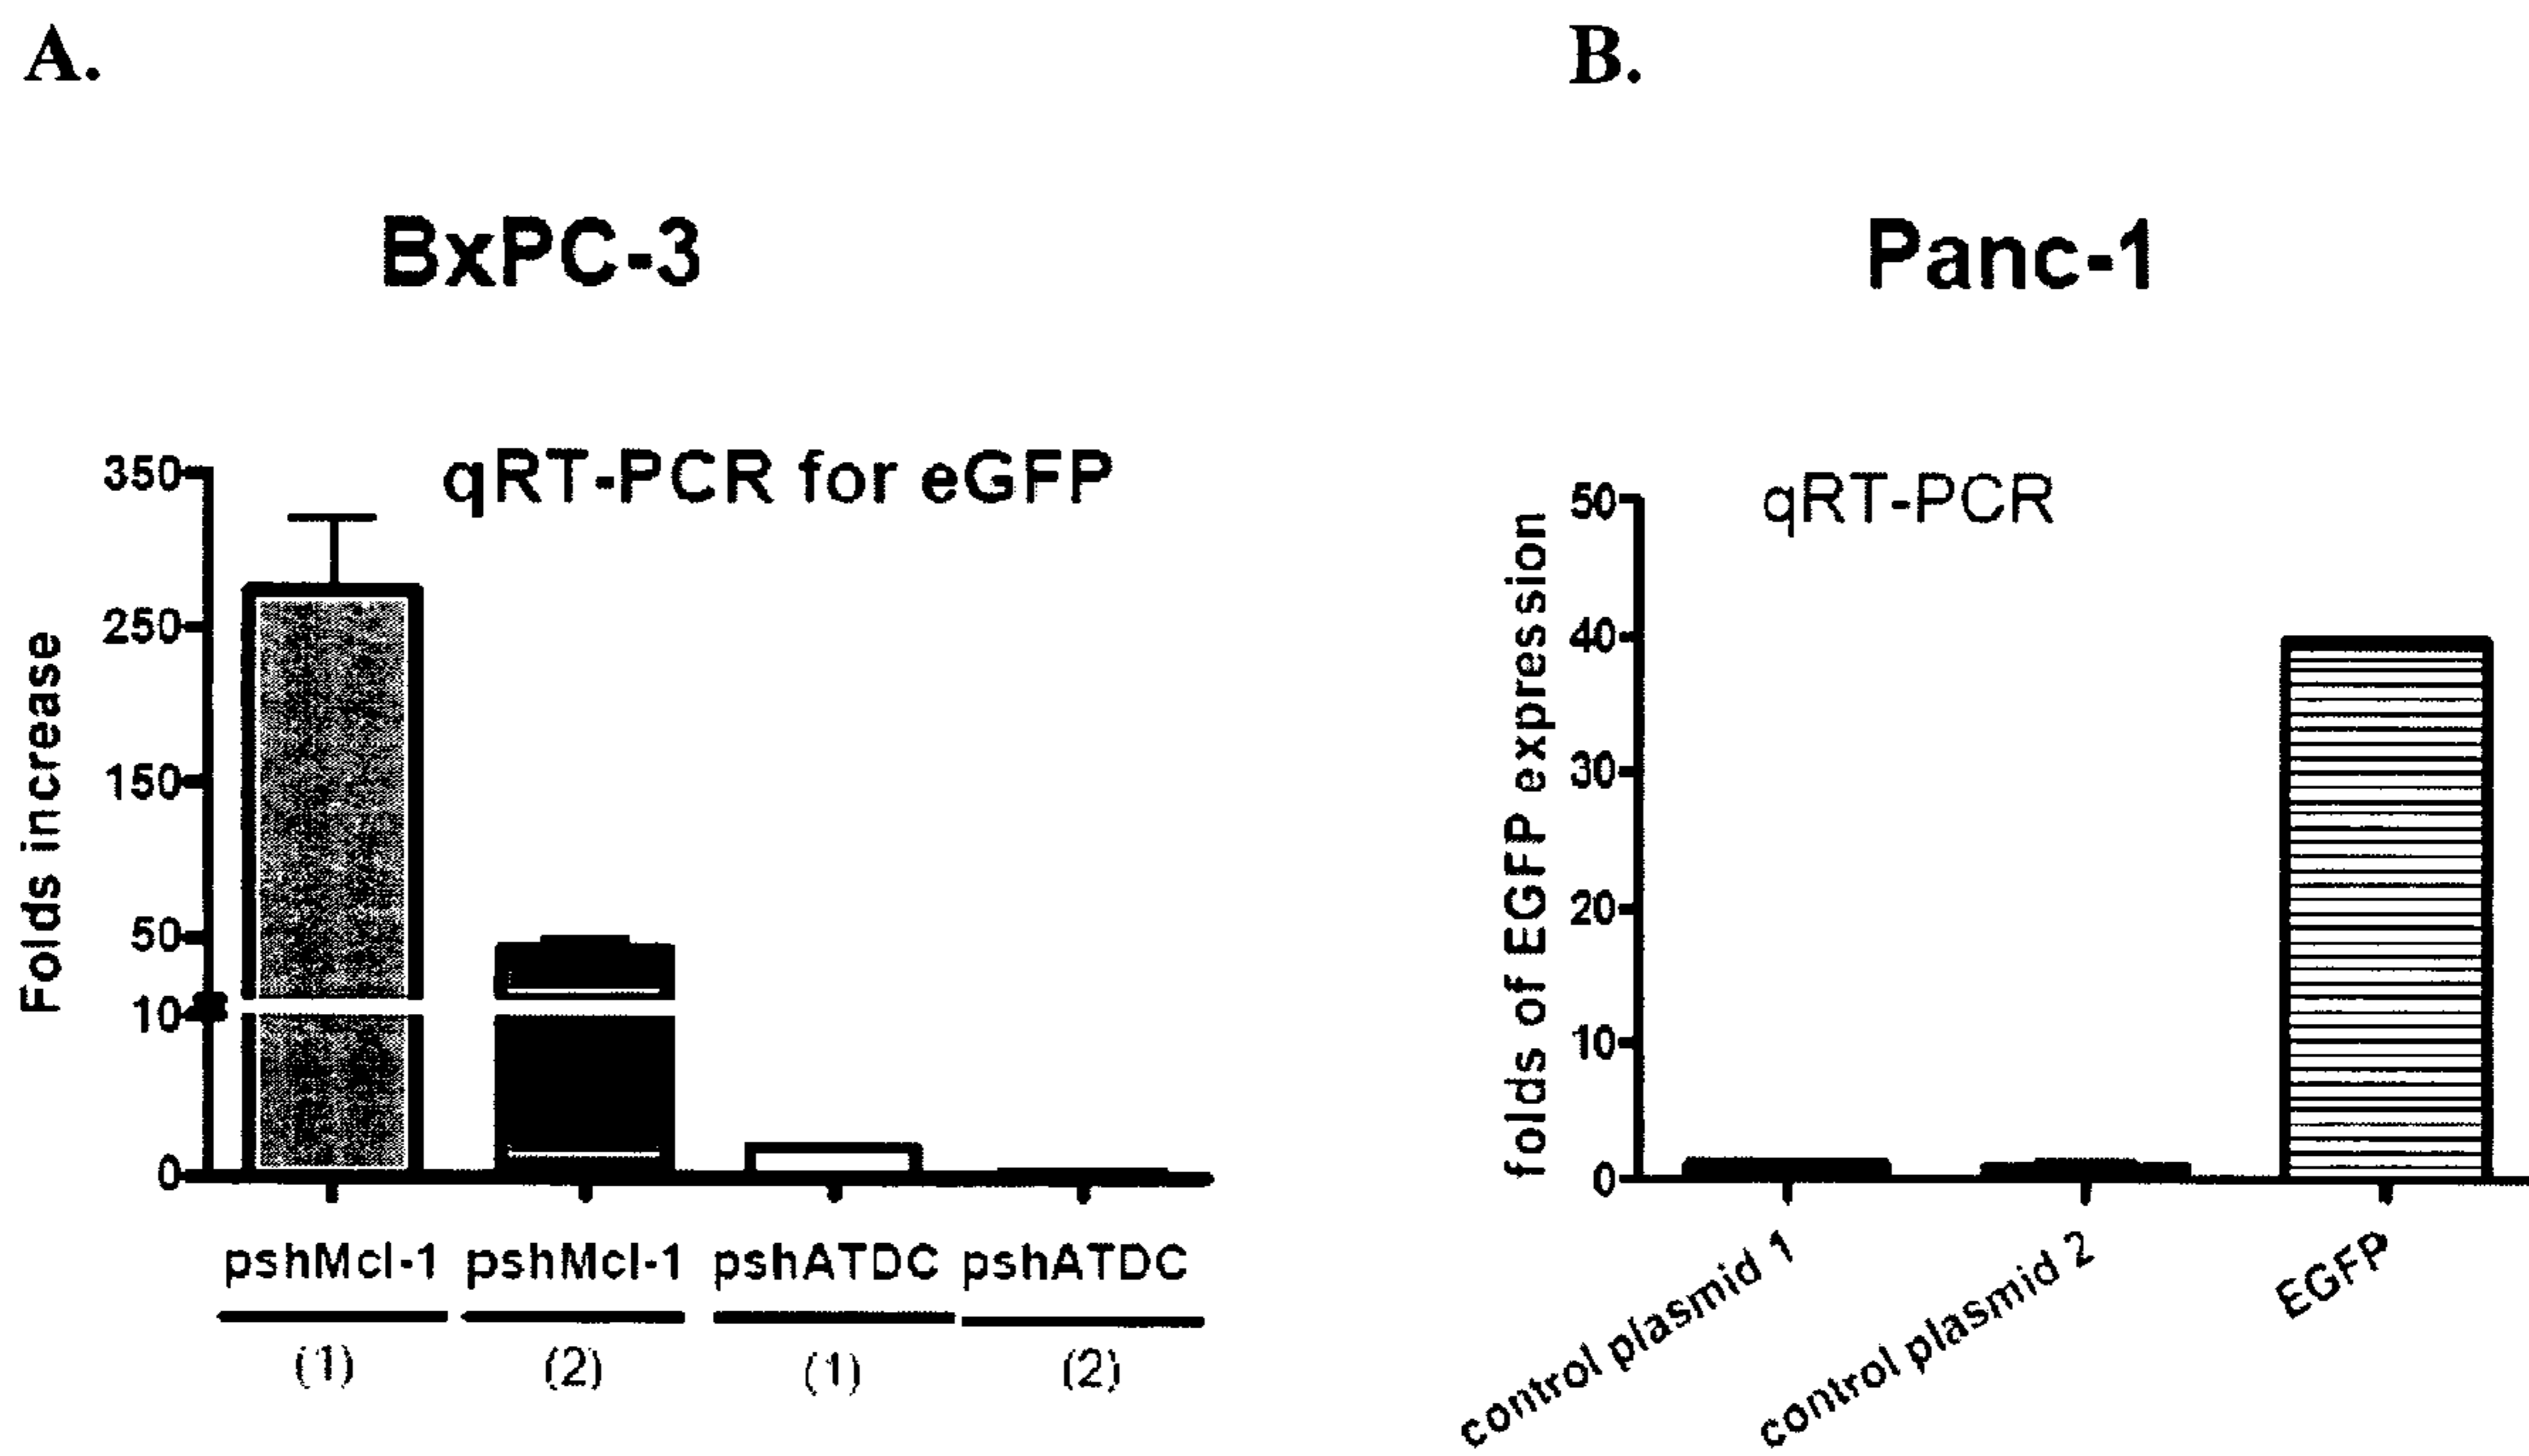 A.
BxPC-3
qRT-PCR for eGFP
Folds increase
350
250
150
50
10
0
pshMcl-1 pshMcl-1 pshATDC pshATDC
(1) (2) (1) (2)
B.
Panc-1
qRT-PCR
folds of EGFP expression
50
40
30
20
10
0
control plasmid 1
control plasmid 2
EGFP